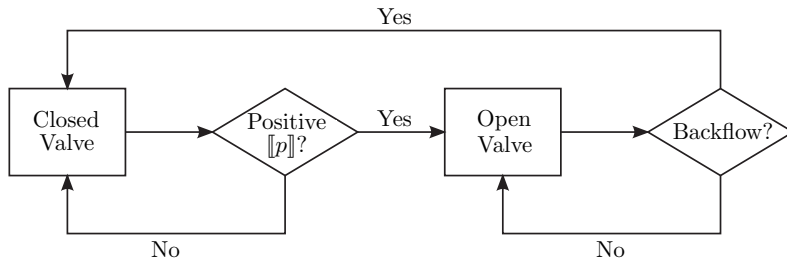 Yes
Closed
Valve
Positive
⟦p⟧?
Yes
Open
Valve
Backflow?
No
No